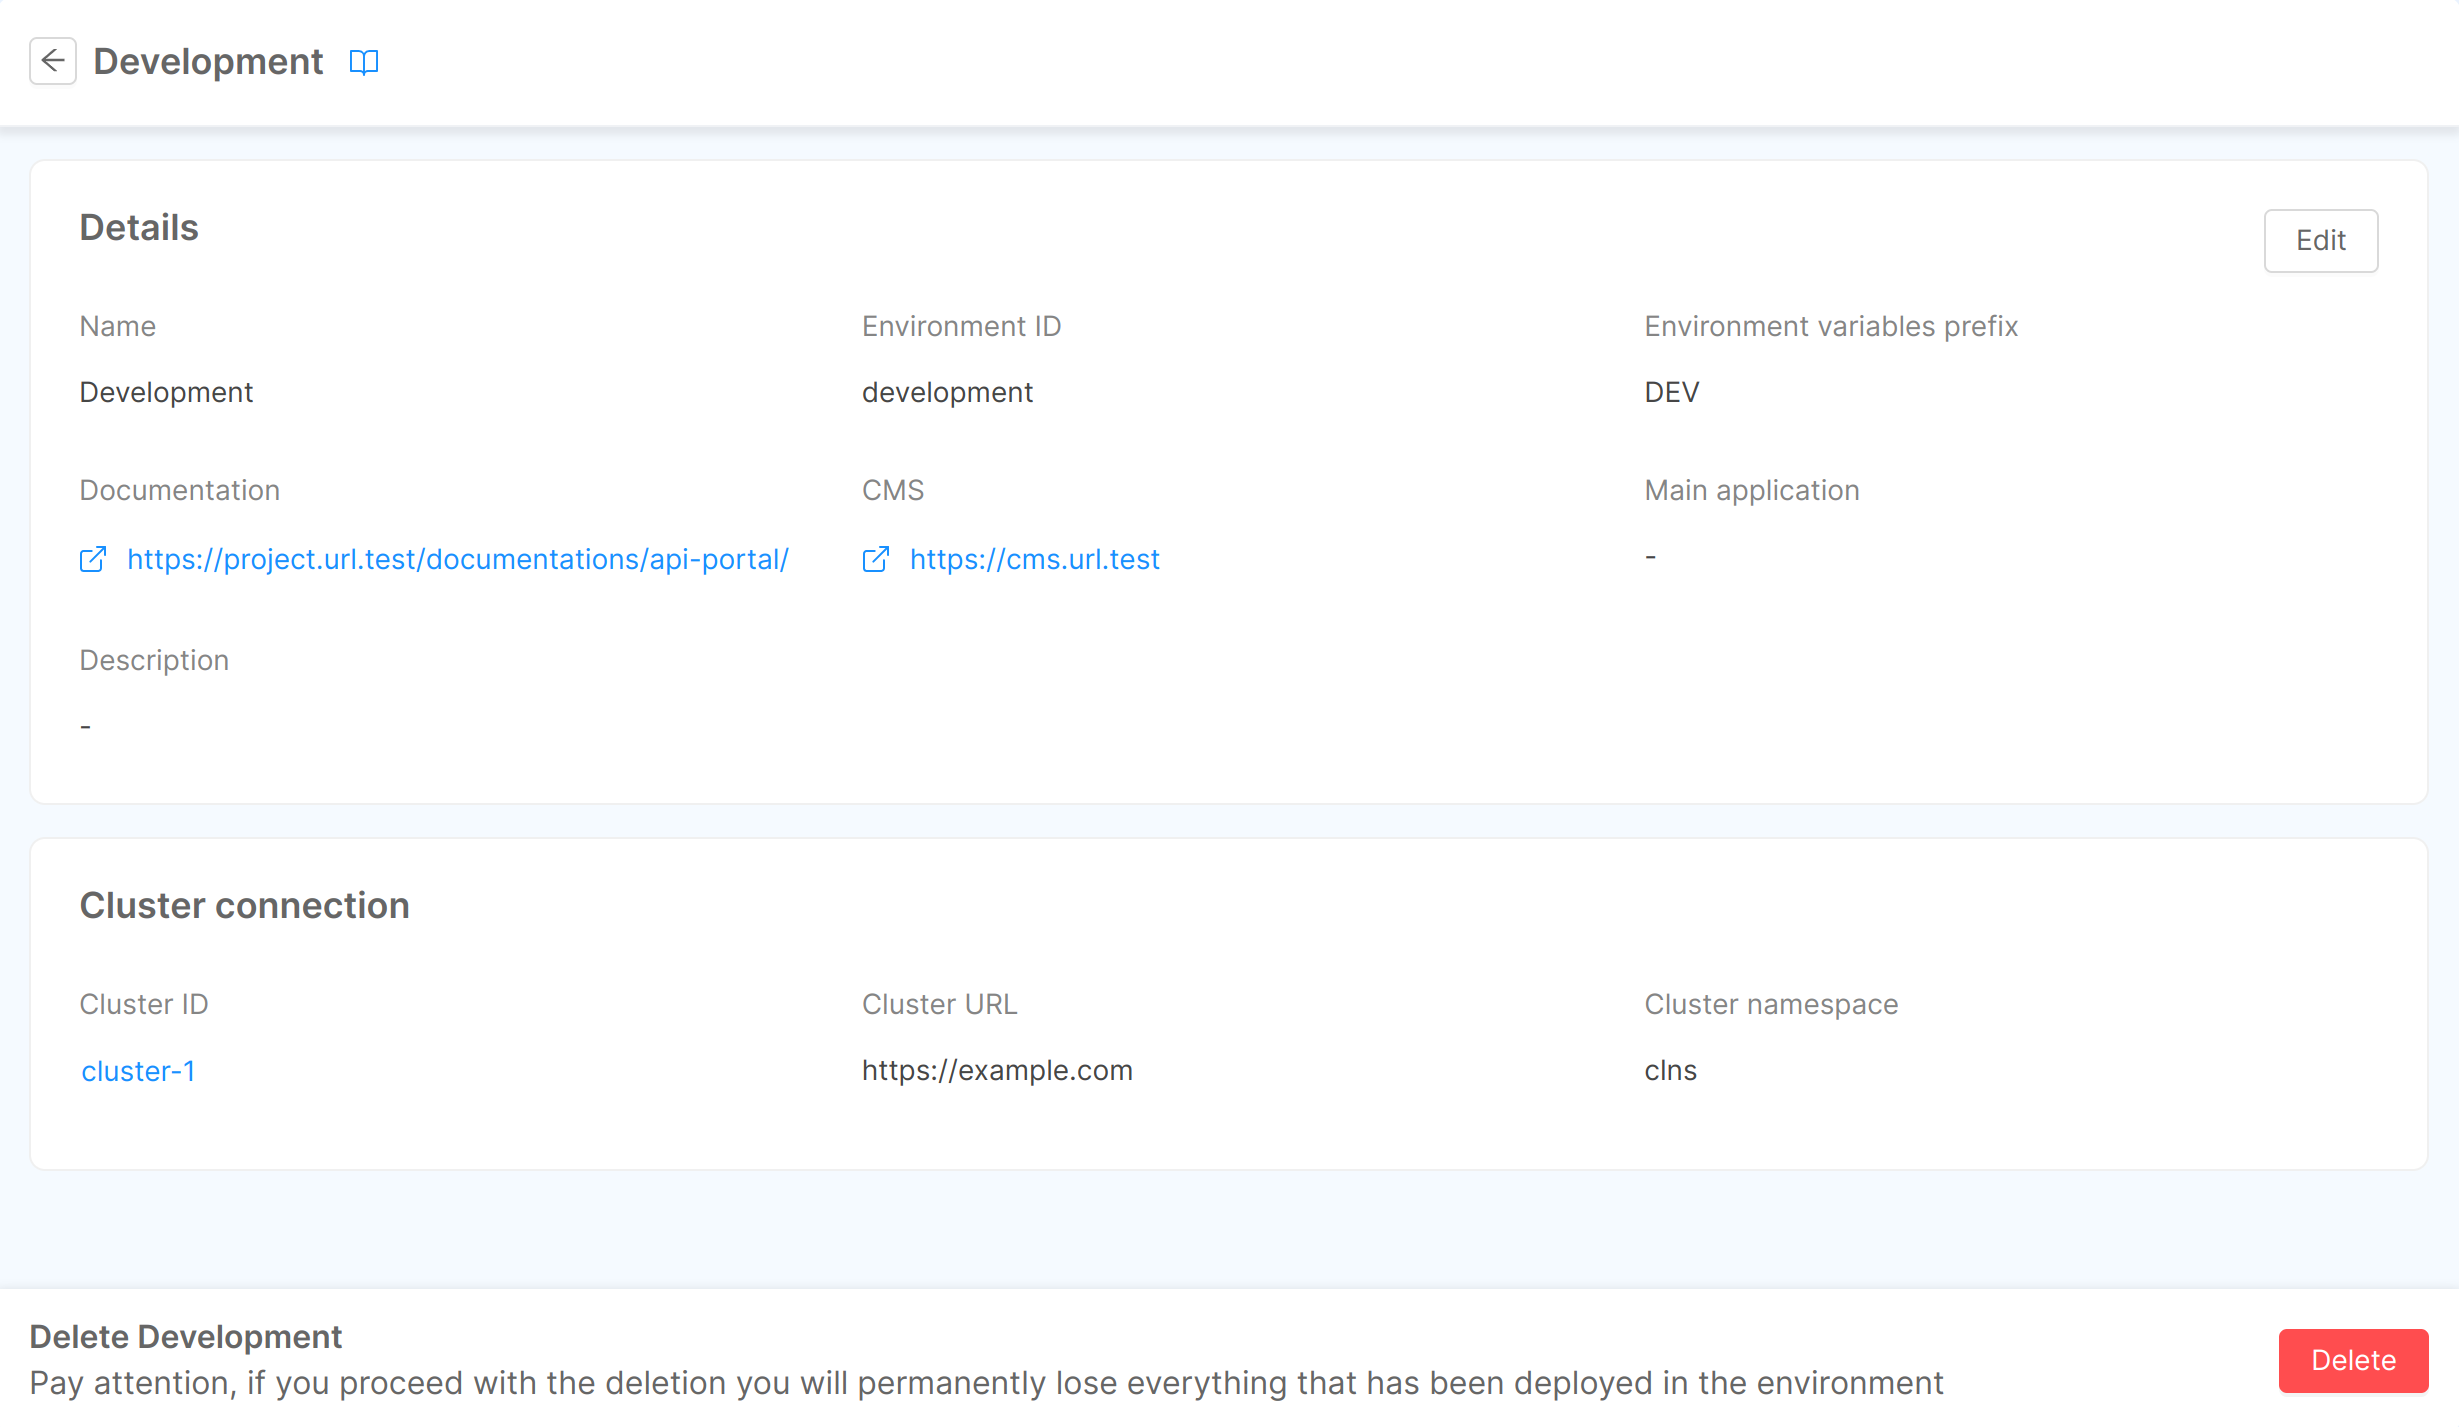 Development
Details
Edit
Name
Environment ID
Environment variables prefix
Development
development
DEV
Documentation
CMS
Main application
https://project.url.test/documentations/api-portal/
https://cms.url.test
-
Description
-
Cluster connection
Cluster ID
Cluster URL
Cluster namespace
cluster-1
https://example.com
clns
Delete Development
Pay attention, if you proceed with the deletion you will permanently lose everything that has been deployed in the environment
Delete